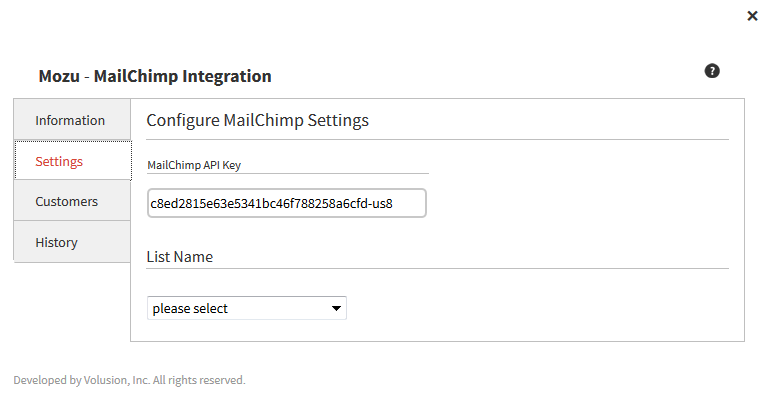 Mozu - MailChimp Integration
?
Information
Settings
Customers
History
Configure MailChimp Settings
MailChimp API Key
c8ed2815e63e5341bc46f788258a6cfd-us8
List Name
please select
Developed by Volusion, Inc. All rights reserved.